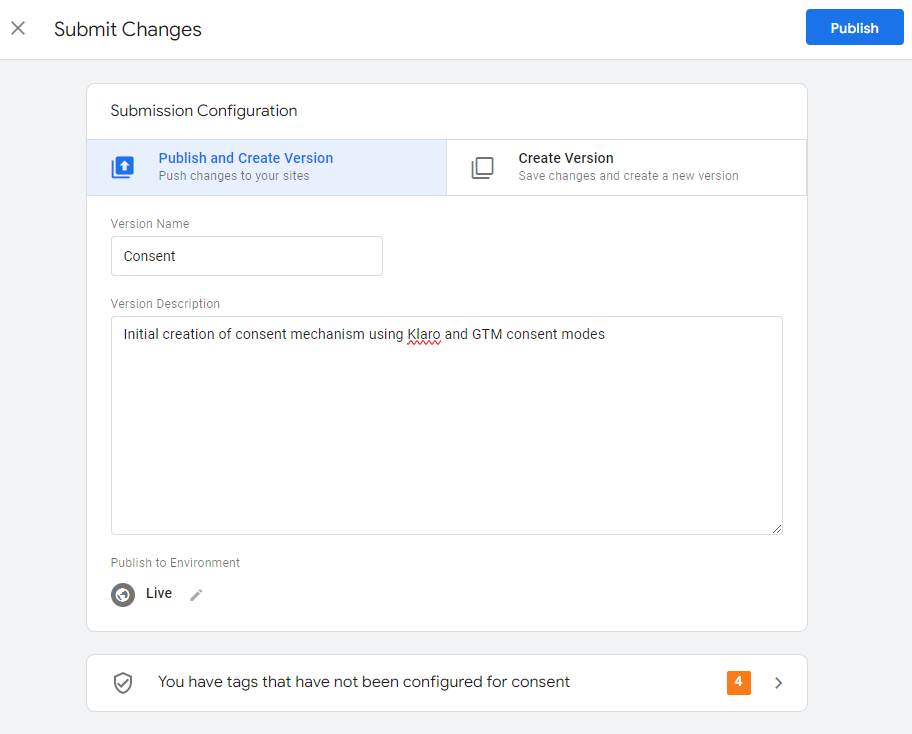 Submit Changes
Publish
Submission Configuration
Publish and Create Version
Push changes to your sites
Create Version
Save changes and create a new version
Version Name
Consent
Version Description
Initial creation of consent mechanism using Klaro and GTM consent modes
Publish to Environment
Live
You have tags that have not been configured for consent
4